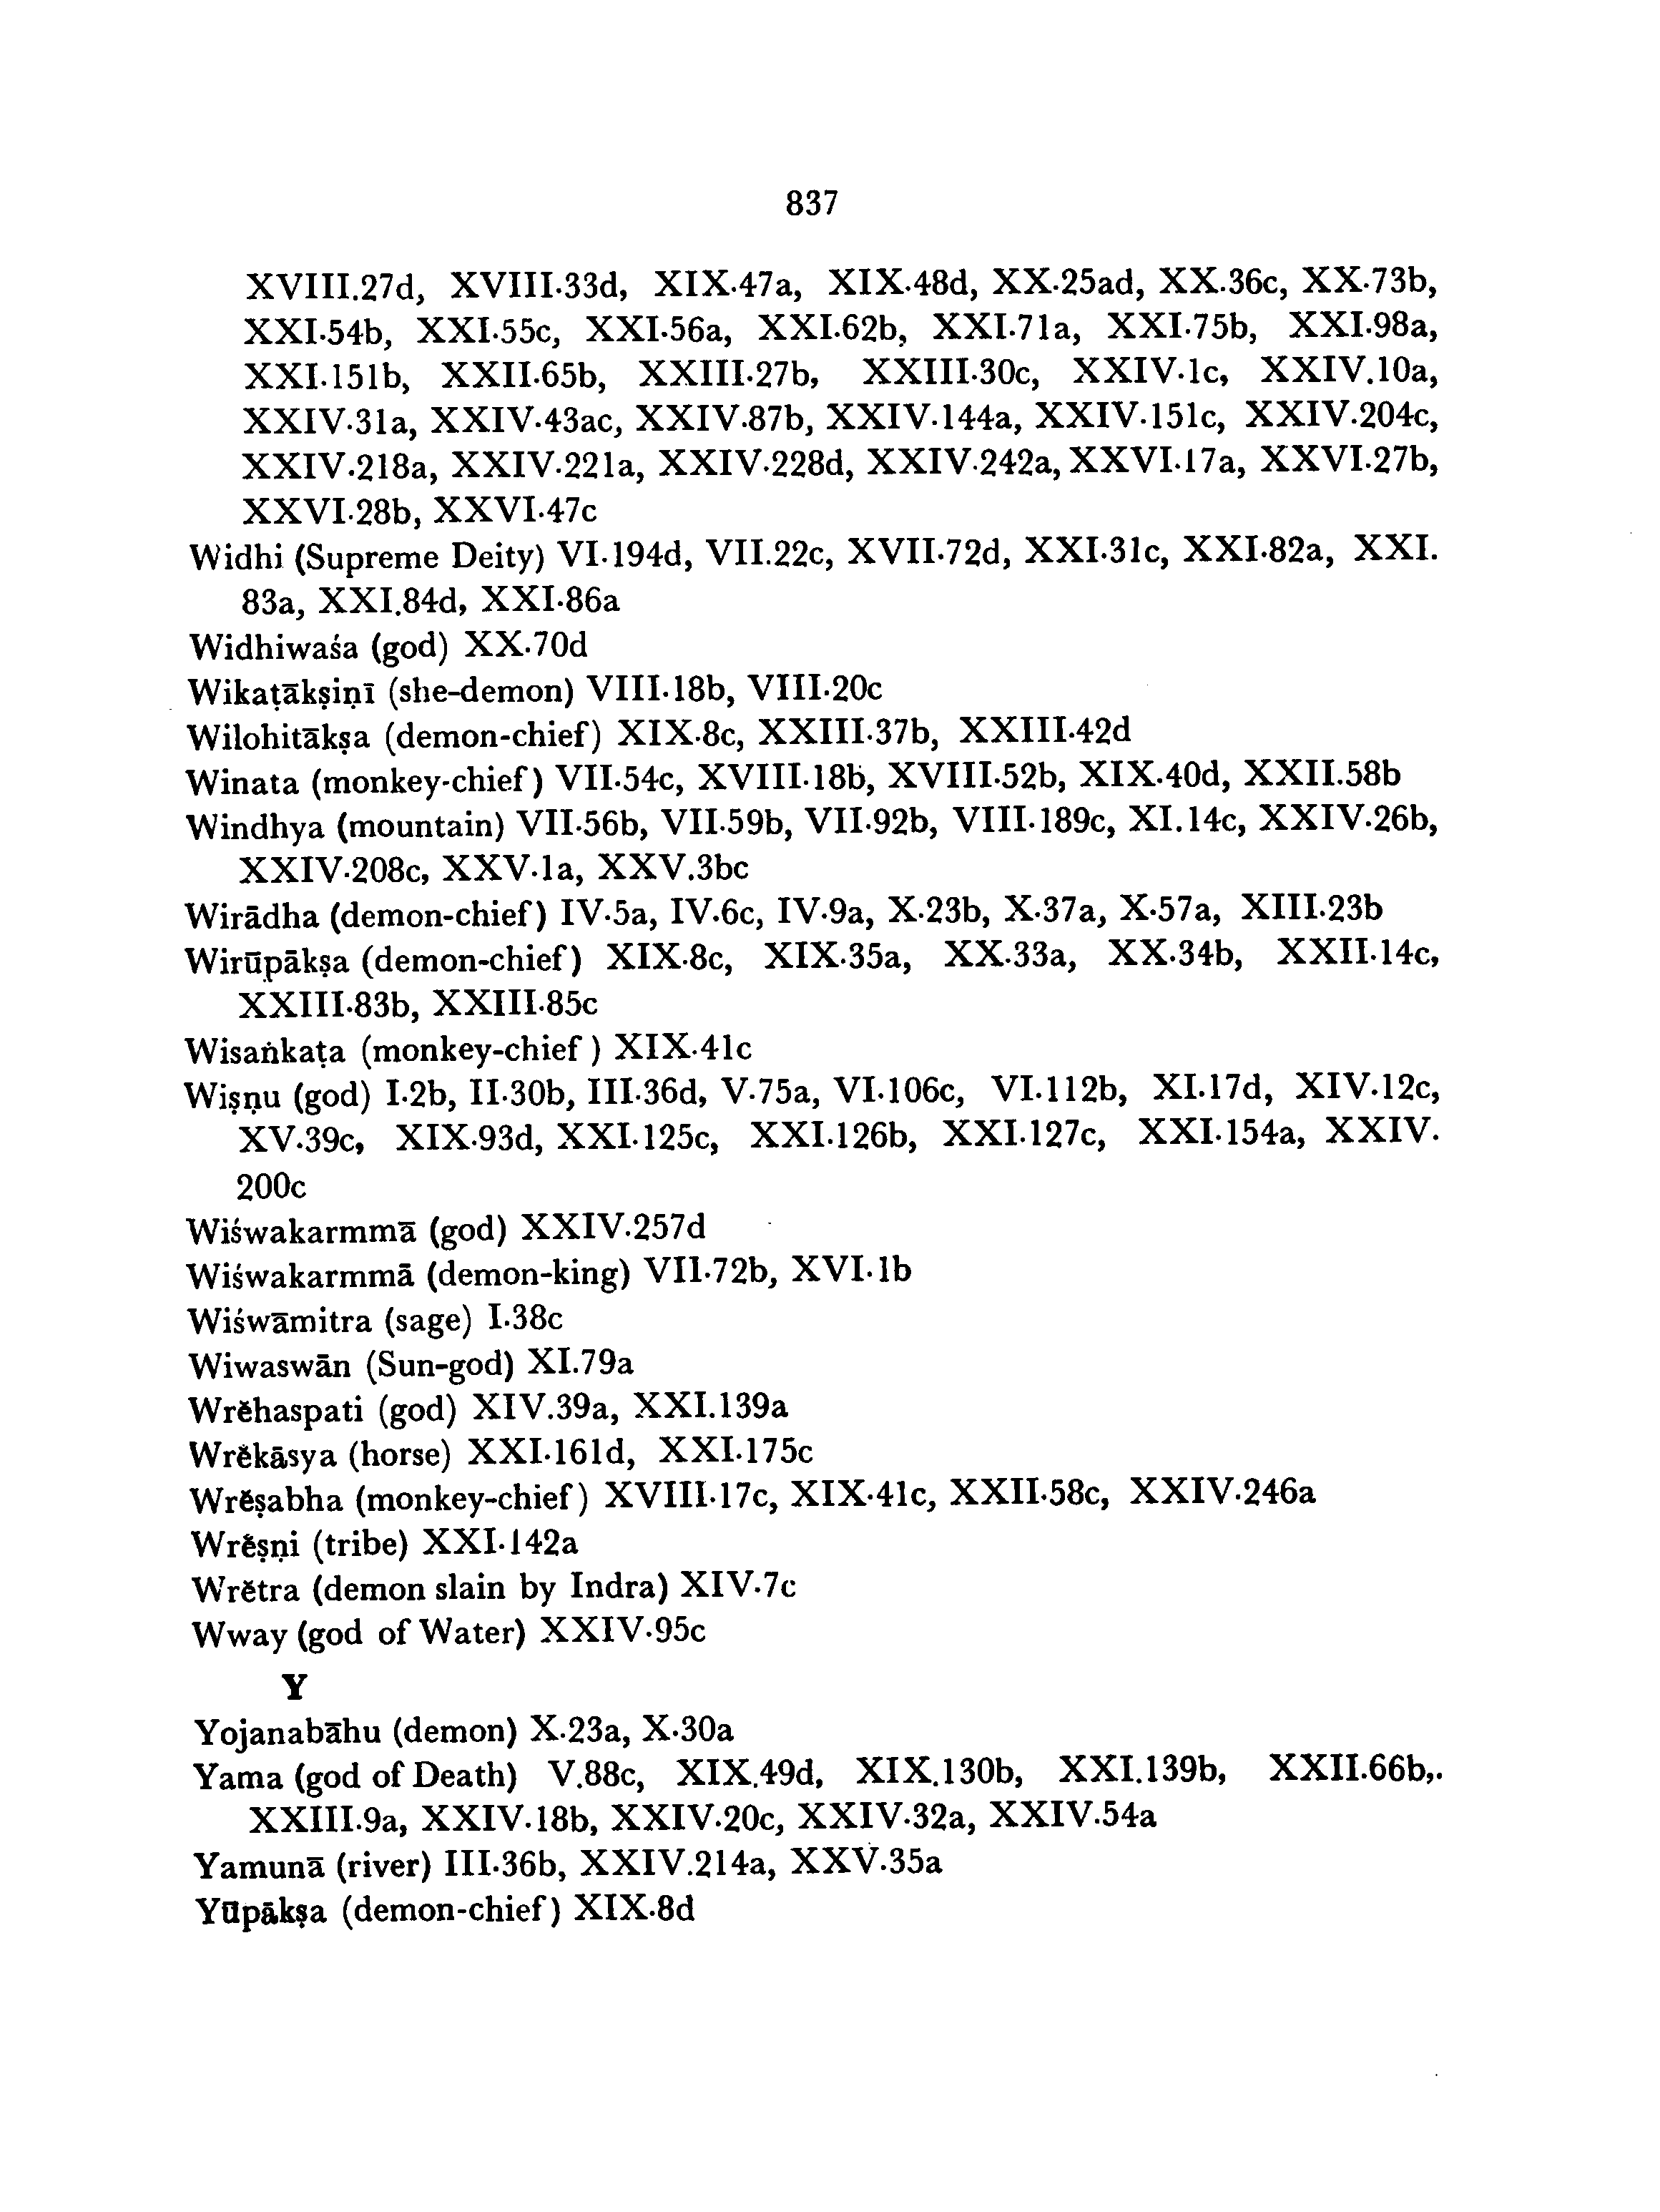 837
XVIII.27d, XVIII.33d, XIX.47a, XIX.48d, XX.25ad, XX.36c, XX.73b,
XXI.54b, XXI.55c, XXI.56a, XXI.62b, XXI.71a, XXI.75b, XXI.98a,
XXI.151b, XXII.65b, XXIII.27b, XXIII.30c, XXIV.1c, XXIV.10a,
XXIV.31a, XXIV.43ac, XXIV.87b, XXIV.144a, XXIV.151c, XXIV.204c,
XXIV.218a, XXIV.221a, XXIV.228d, XXIV.242a, XXVI.17a, XXVI.27b,
XXVI.28b, XXVI.47c
Widhi (Supreme Deity) VI.194d, VII.22c, XVII.72d, XXI.31c, XXI.82a, XXI.
83a, XXI.84d, XXI.86a
Widhiwaśa (god) XX.70d
Wikaṭākṣiṇī (she-demon) VIII.18b, VIII.20c
Wilohitākṣa (demon-chief) XIX.8c, XXIII.37b, XXIII.42d
Winata (monkey-chief) VII.54c, XVIII.18b, XVIII.52b, XIX.40d, XXII.58b
Windhya (mountain) VII.56b, VII.59b, VII.92b, VIII.189c, XI.14c, XXIV.26b,
XXIV.208c, XXV.1a, XXV.3bc
Wirādha (demon-chief) IV.5a, IV.6c, IV.9a, X.23b, X.37a, X.57a, XIII.23b
Wirūpākṣa (demon-chief) XIX.8c, XIX.35a, XX.33a, XX.34b, XXII.14c,
XXIII.83b, XXIII.85c
Wisaṅkaṭa (monkey-chief) XIX.41c
Wiṣṇu (god) I.2b, II.30b, III.36d, V.75a, VI.106c, VI.112b, XI.17d, XIV.12c,
XV.39c, XIX.93d, XXI.125c, XXI.126b, XXI.127c, XXI.154a, XXIV.
200c
Wiśwakarmmā (god) XXIV.257d
Wiśwakarmmā (demon-king) VII.72b, XVI.1b
Wiśwāmitra (sage) I.38c
Wiwaswān (Sun-god) XI.79a
Wrĕhaspati (god) XIV.39a, XXI.139a
Wrĕkāsya (horse) XXI.161d, XXI.175c
Wrĕṣabha (monkey-chief) XVIII.17c, XIX.41c, XXII.58c, XXIV.246a
Wrĕṣṇi (tribe) XXI.142a
Wrĕtra (demon slain by Indra) XIV.7c
Wway (god of Water) XXIV.95c
Y
Yojanabāhu (demon) X.23a, X.30a
Yama (god of Death) V.88c, XIX.49d, XIX.130b, XXI.139b, XXII.66b,.
XXIII.9a, XXIV.18b, XXIV.20c, XXIV.32a, XXIV.54a
Yamunā (river) III.36b, XXIV.214a, XXV.35a
Yūpākṣa (demon-chief) XIX.8d